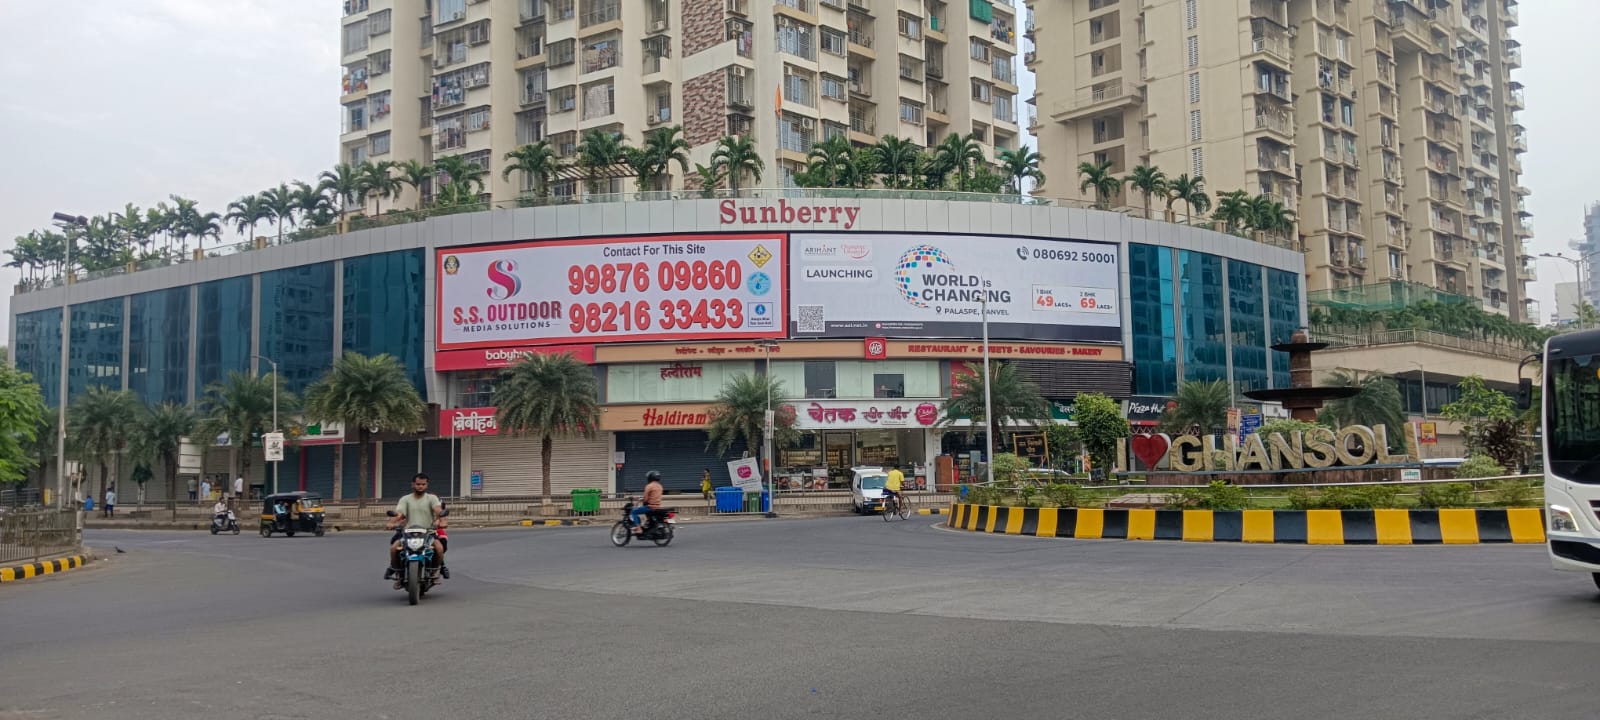 Sunberry
Contact For This Site
99876 09860
98216 33433
S
S.S. OUTDOOR
MEDIA SOLUTIONS
ARIHANT
LAUNCHING
WORLD IS
CHANGING
PALASPE, PANVEL
080692 50001
1 BHK
49 LACS+
2 BHK
69 LACS+
RESTAURANT - SWEETS - SAVOURIES - BAKERY
हल्दीराम
Haldiram's
चेतक
Pizza Hut
I GHANSOLI